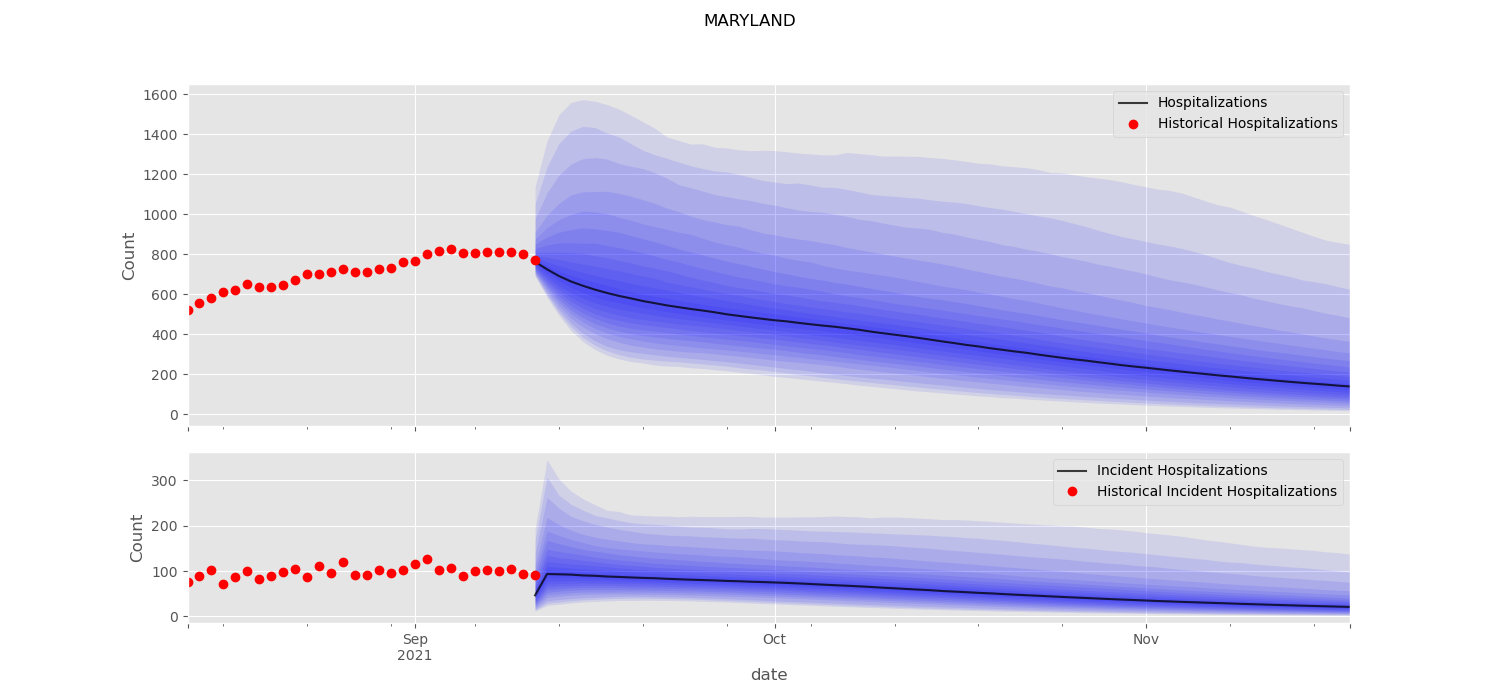 MARYLAND
1600
1400
1200
1000
800
600
400
200
0
Count
Hospitalizations
Historical Hospitalizations
300
200
100
0
Count
Incident Hospitalizations
Historical Incident Hospitalizations
Sep
2021
Oct
Nov
date